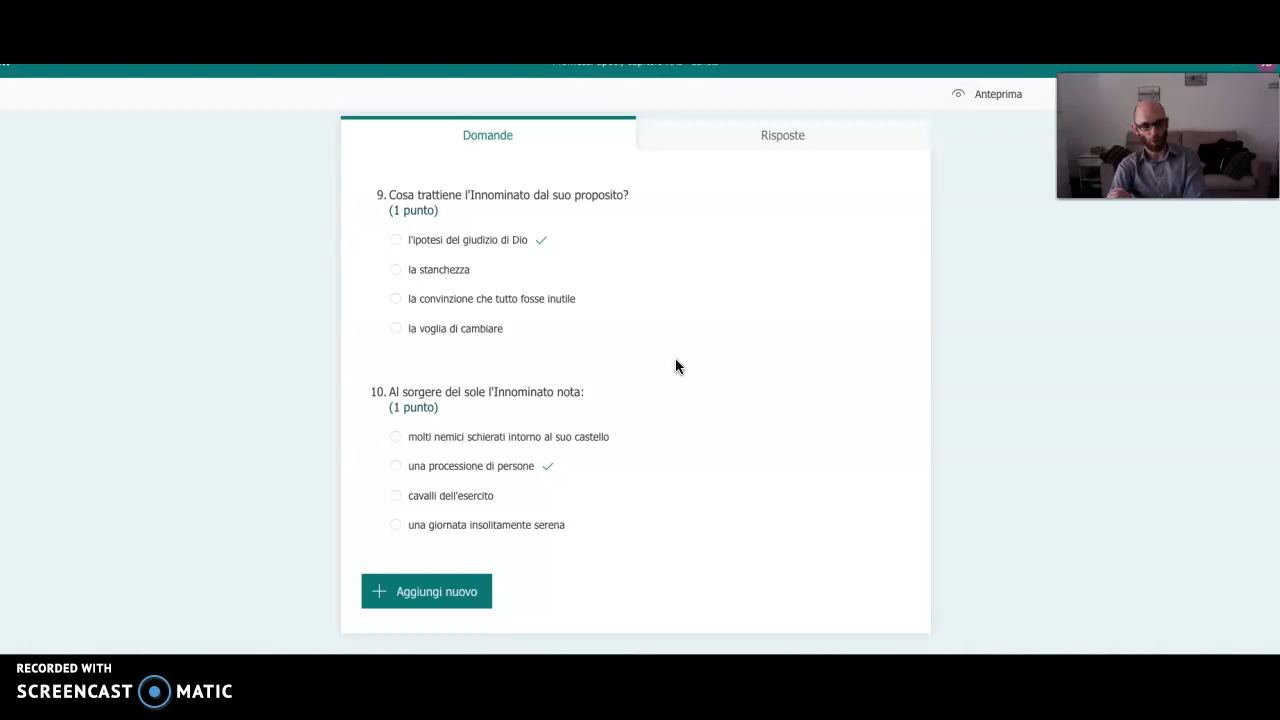 Anteprima
Domande
Risposte
9. Cosa trattiene l'Innominato dal suo proposito?
(1 punto)
l'ipotesi del giudizio di Dio
la stanchezza
la convinzione che tutto fosse inutile
la voglia di cambiare
10. Al sorgere del sole l'Innominato nota:
(1 punto)
molti nemici schierati intorno al suo castello
una processione di persone
cavalli dell'esercito
una giornata insolitamente serena
Aggiungi nuovo
RECORDED WITH
SCREENCAST MATIC